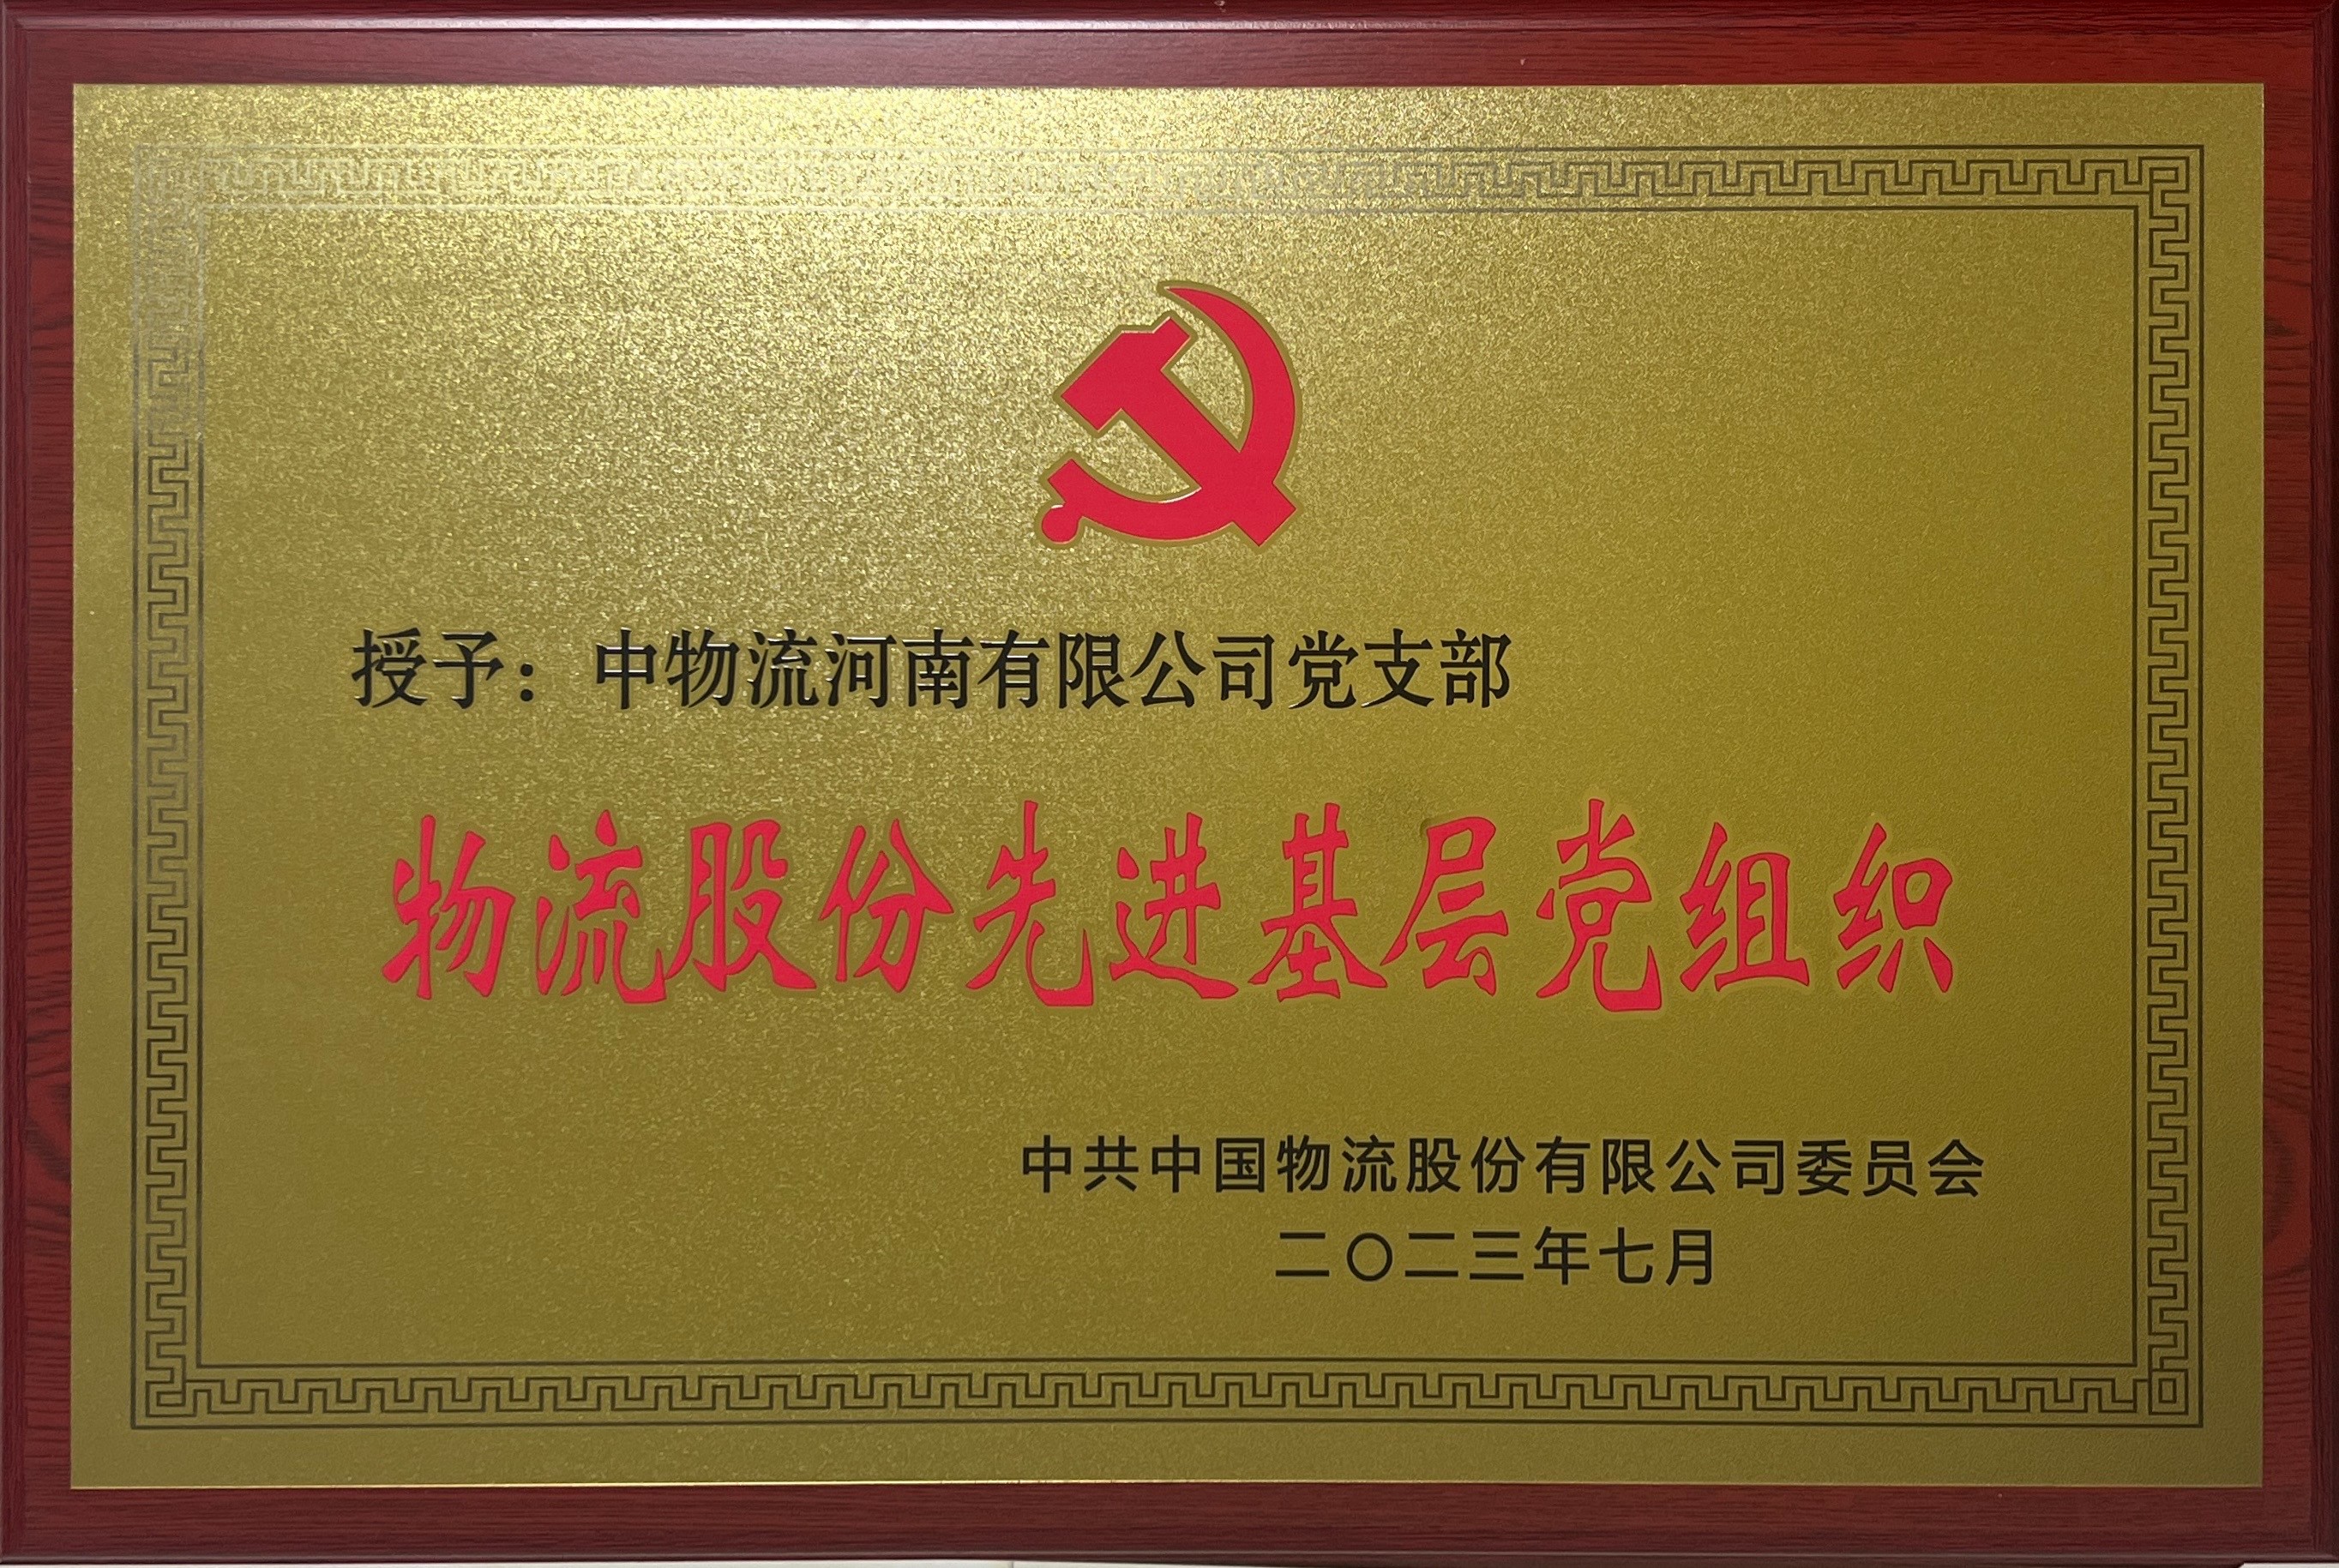 授予：中物流河南有限公司党支部
物流股份先进基层党组织
中共中国物流股份有限公司委员会
二〇二三年七月